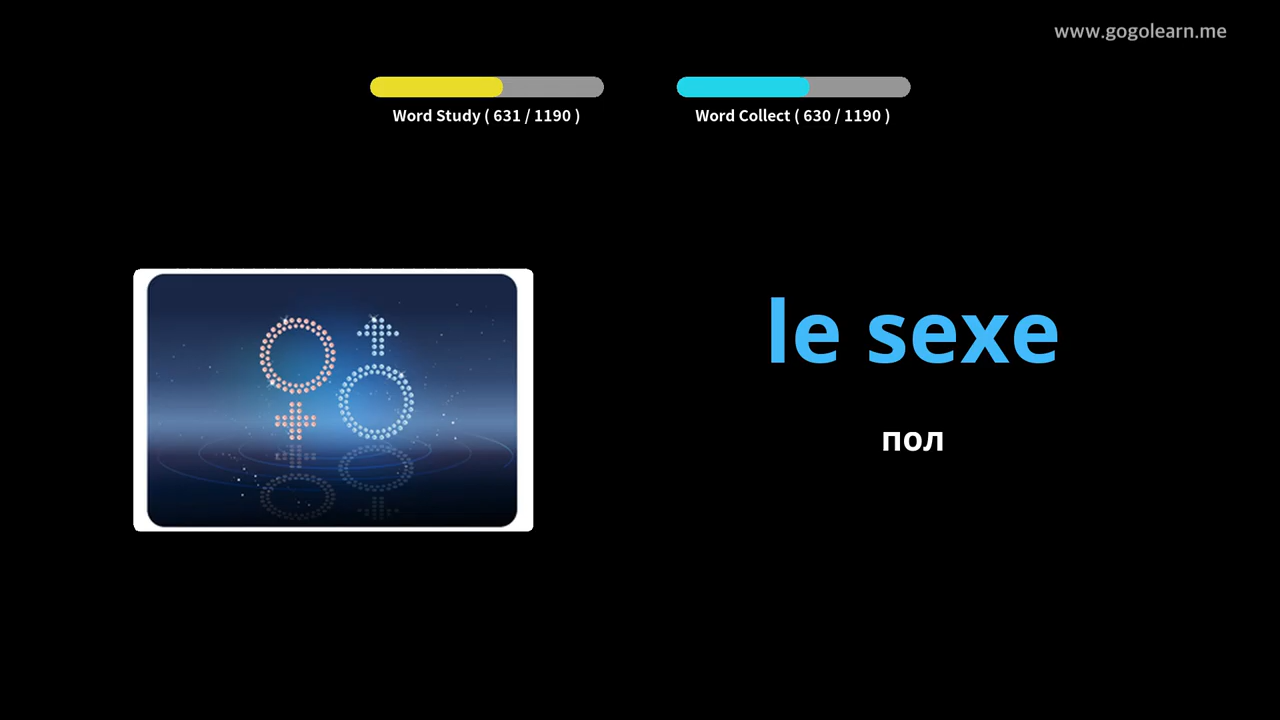 www.gogolearn.me
Word Study ( 631 / 1190 )
Word Collect ( 630 / 1190 )
le sexe
пол